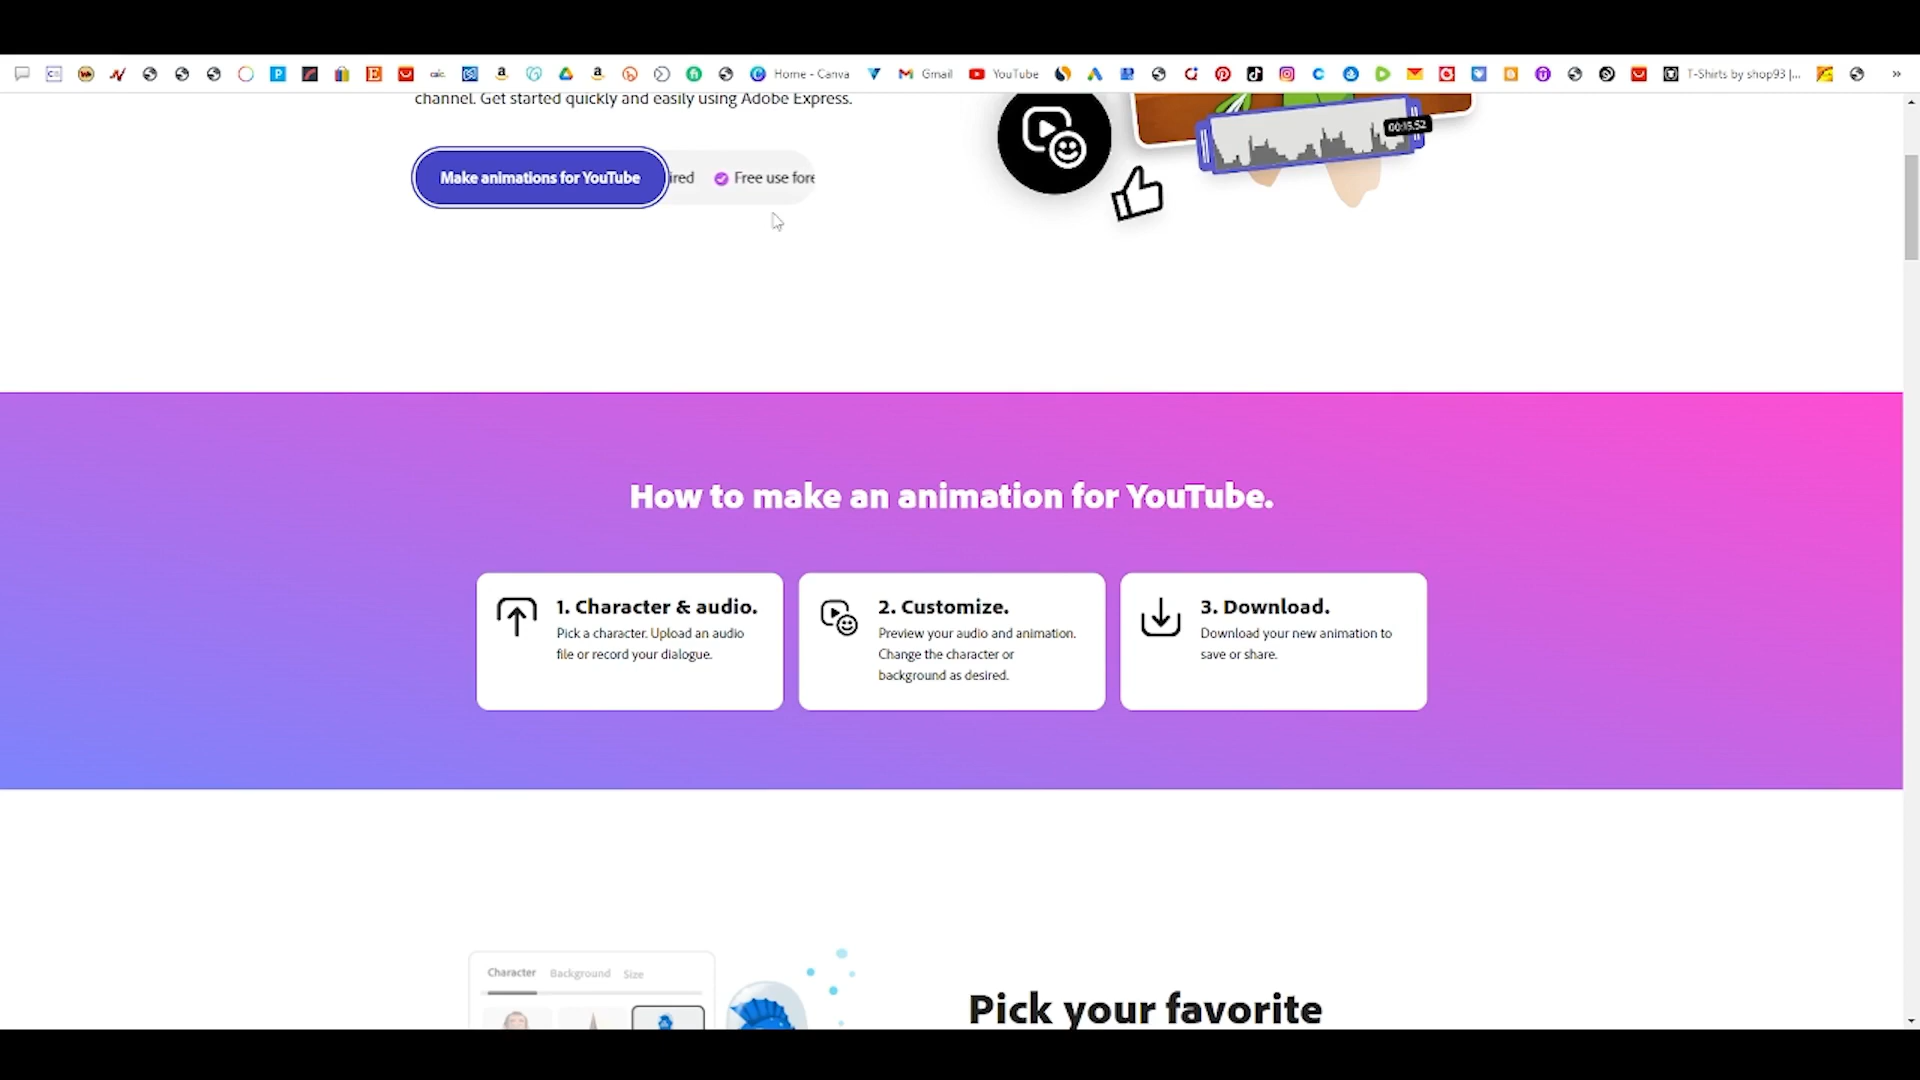 Home - Canva
Gmail
YouTube
T-Shirts by shop93 |...
channel. Get started quickly and easily using Adobe Express.
00:15.52
Make animations for YouTube
ired
Free use fore
How to make an animation for YouTube.
1. Character & audio.
Pick a character. Upload an audio
file or record your dialogue.
2. Customize.
Preview your audio and animation.
Change the character or
background as desired.
3. Download.
Download your new animation to
save or share.
Character
Background
Size
Pick your favorite